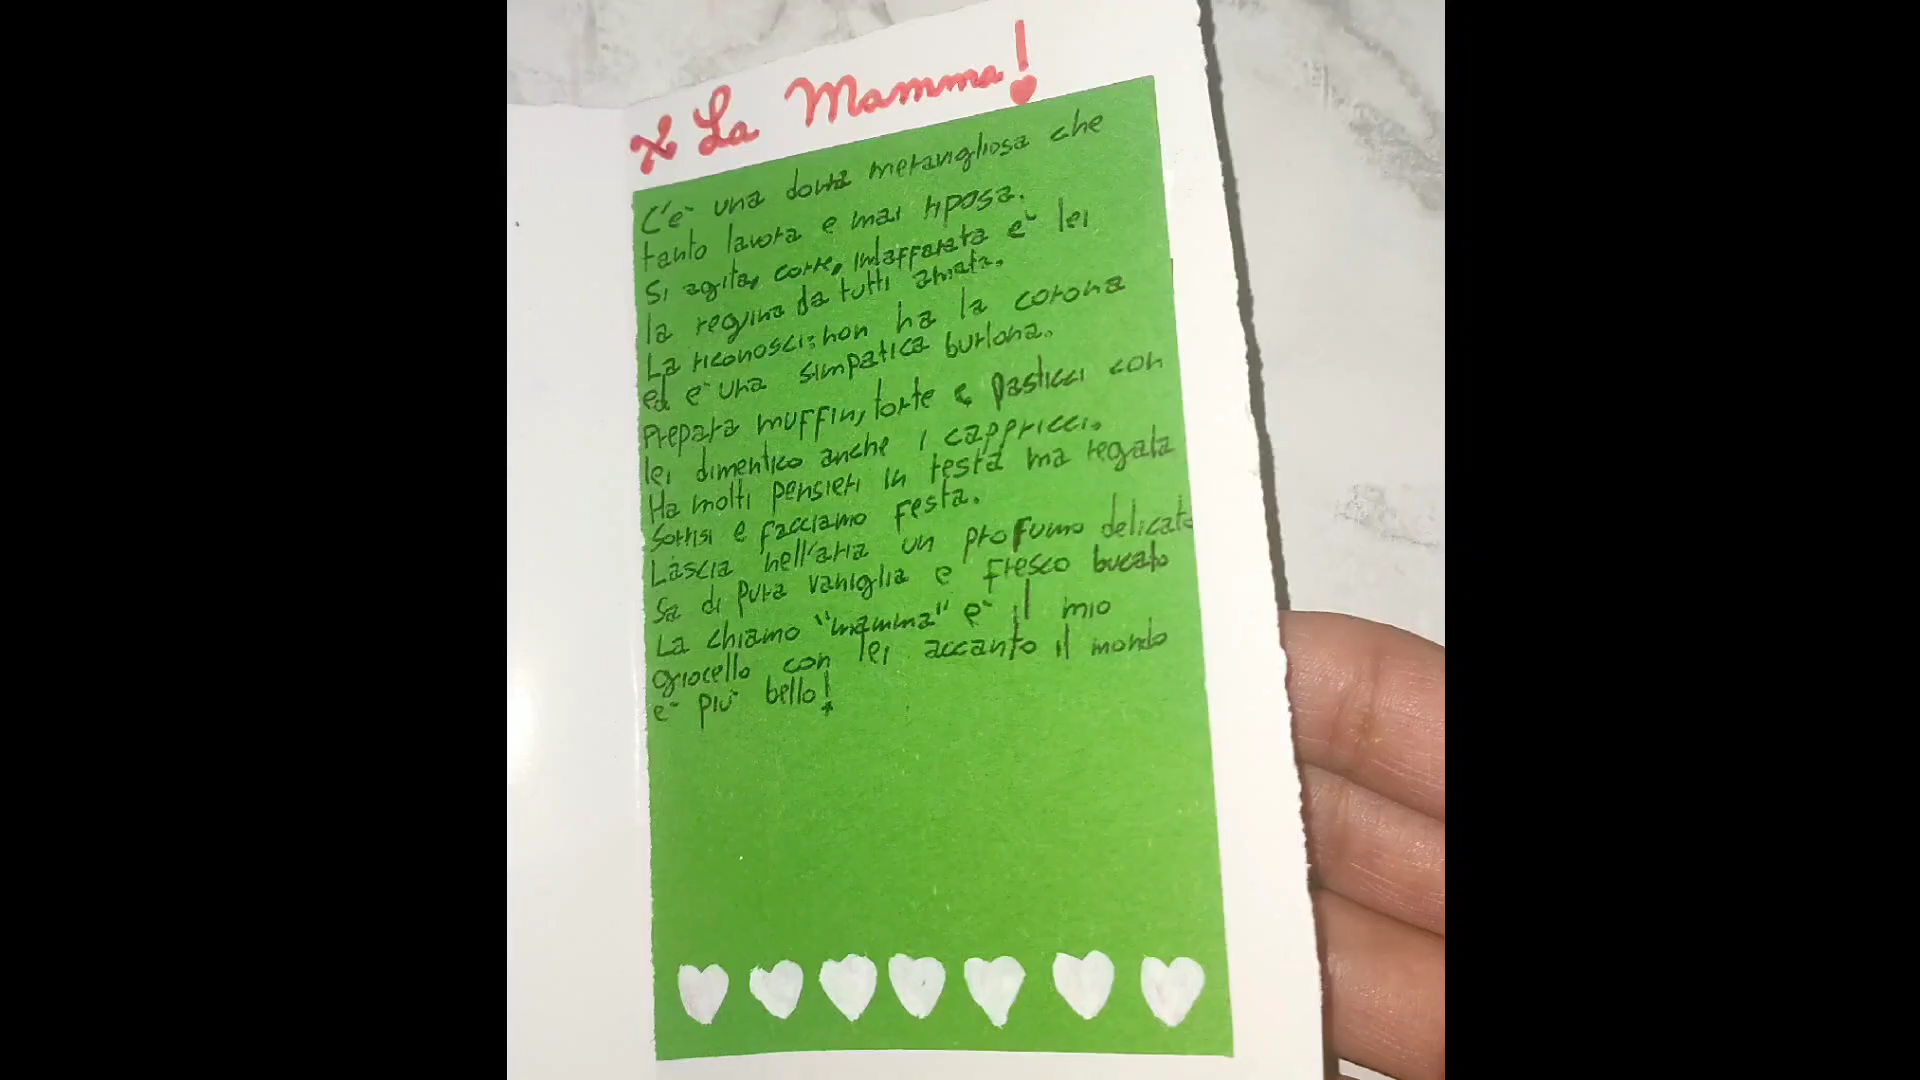 X La Mamma!
C'è una donna meravigliosa che
tanto lavora e mai riposa.
Si agita, corre, indaffarata è lei
la regina da tutti amata.
La riconosci: non ha la corona
ed è una simpatica burlona.
Prepara muffin, torte e pasticci con
lei dimentico anche i cappricci.
Ha molti pensieri in testa ma regala
sorrisi e facciamo festa.
Lascia nell'aria un profumo delicato
sa di pura vaniglia e fresco bucato
La chiamo "mamma" è il mio
giocello con lei accanto il mondo
è più bello!